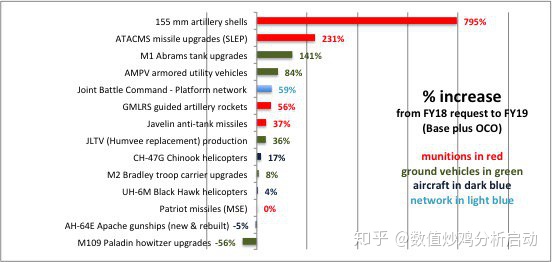 155 mm artillery shells 795%
ATACMS missile upgrades (SLEP) 231%
M1 Abrams tank upgrades 141%
AMPV armored utility vehicles 84%
Joint Battle Command - Platform network 59%
GMLRS guided artillery rockets 56%
Javelin anti-tank missiles 37%
JLTV (Humvee replacement) production 36%
CH-47G Chinook helicopters 17%
M2 Bradley troop carrier upgrades 8%
UH-6M Black Hawk helicopters 4%
Patriot missiles (MSE) 0%
AH-64E Apache gunships (new & rebuilt) -5%
M109 Paladin howitzer upgrades -56%
% increase
from FY18 request to FY19
(Base plus OCO)
munitions in red
ground vehicles in green
aircraft in dark blue
network in light blue
知乎 @数值炒鸡分析启动